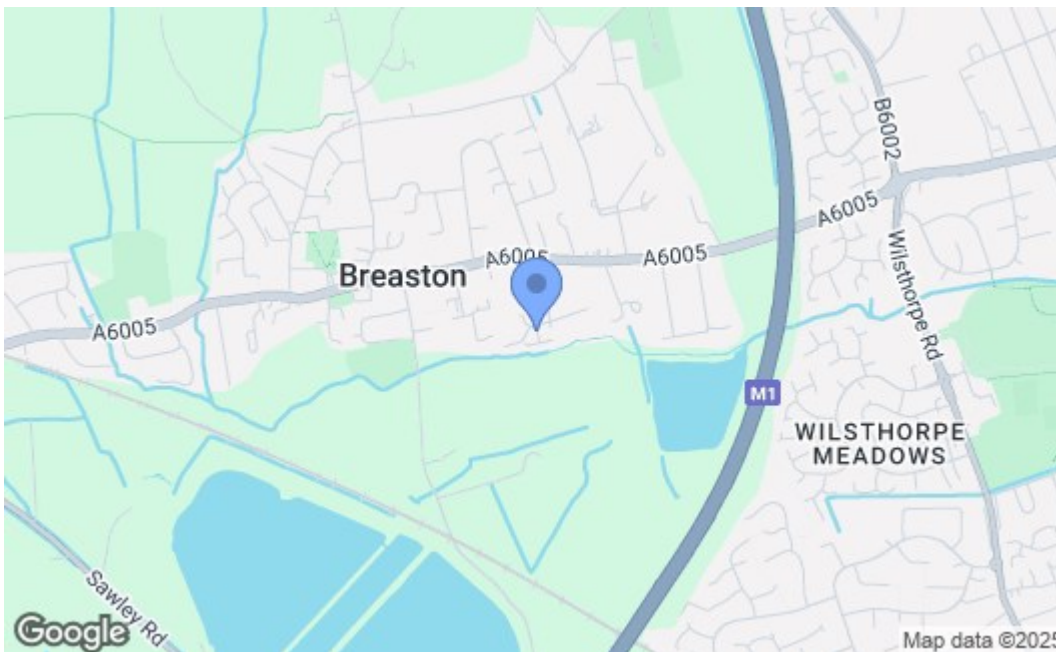 B6002
A6005
A6005
A6005
Breaston
A6005
Wilsthorpe Rd
M1
WILSTHORPE
MEADOWS
Sawley Rd
Google
Map data ©2025